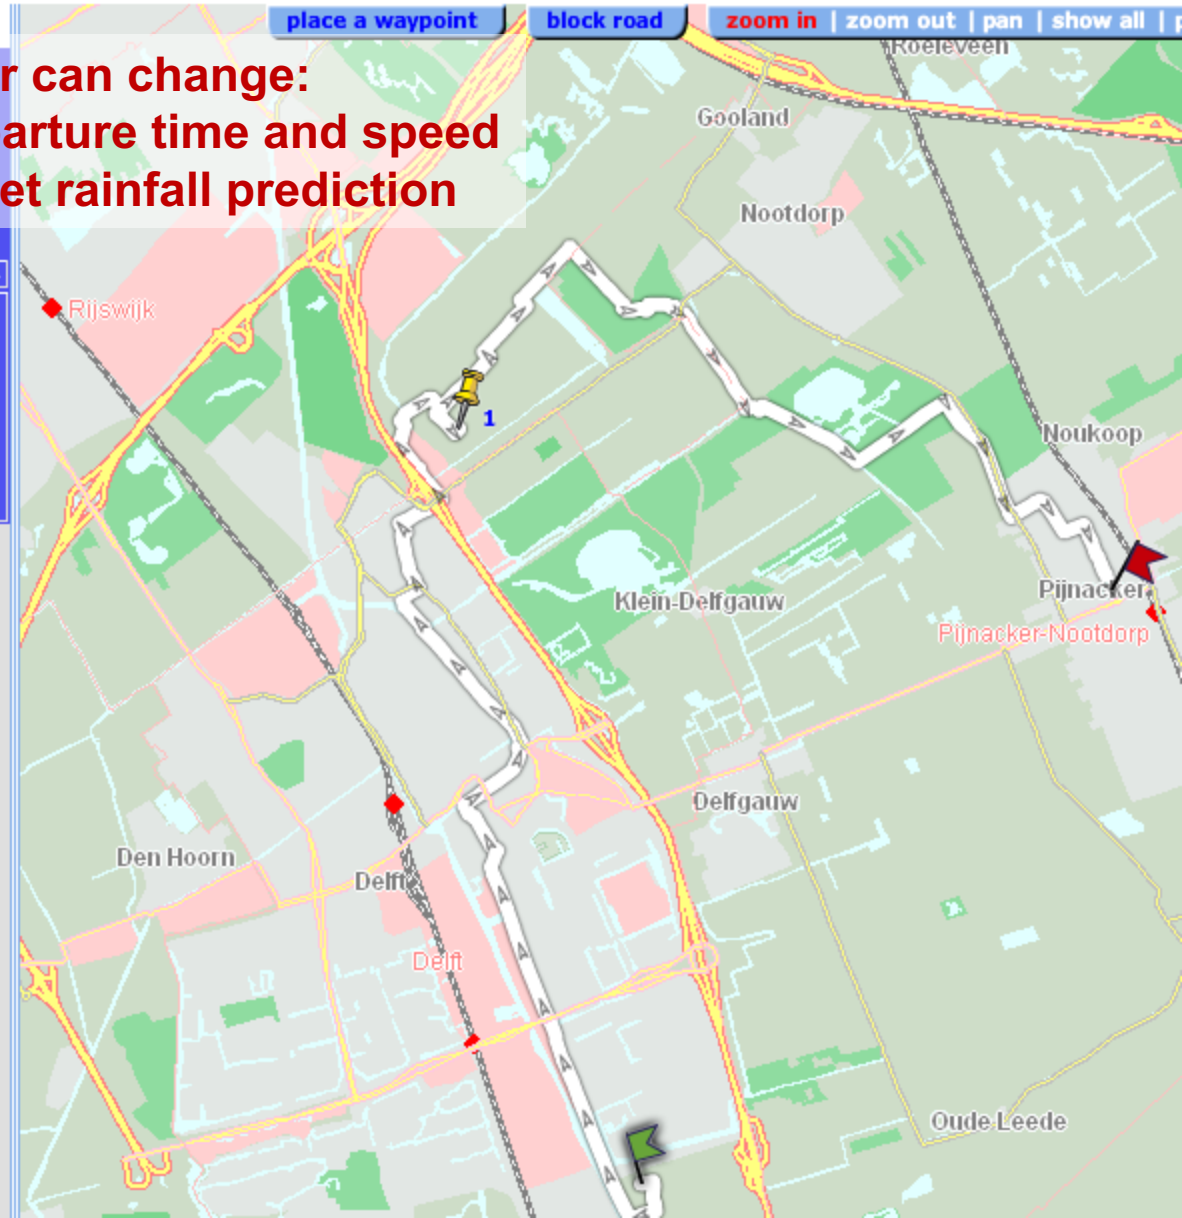 place a waypoint block road zoom in | zoom out | pan | show all | p
r can change:
arture time and speed
et rainfall prediction
Roeleveen
Gooland
Nootdorp
Rijswijk
1
Noukoop
Pijnacker
Klein-Delfgauw
Pijnacker-Nootdorp
Delfgauw
Den Hoorn
Delft
Delft
Oude Leede